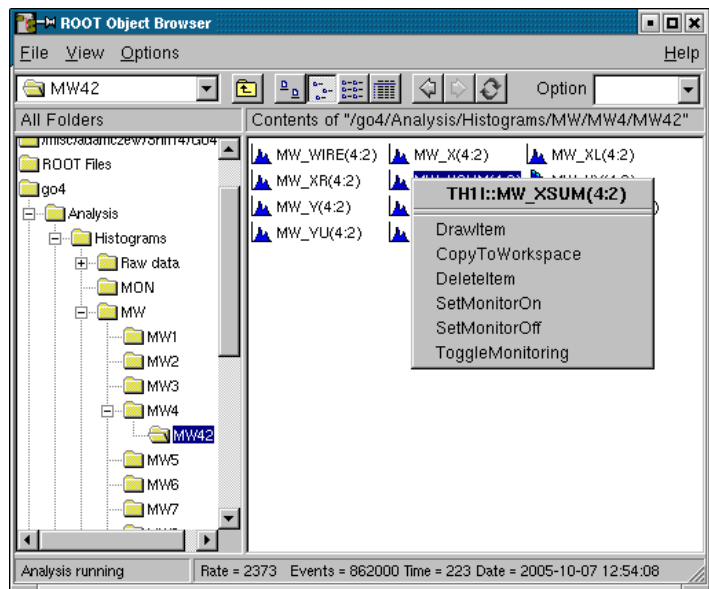 ROOT Object Browser
File View Options Help
MW42 Option
All Folders Contents of "/go4/Analysis/Histograms/MW/MW4/MW42"
ROOT Files
go4
Analysis
Histograms
Raw data
MON
MW
MW1
MW2
MW3
MW4
MW42
MW5
MW6
MW7
MW_WIRE(4:2) MW_X(4:2) MW_XL(4:2)
MW_XR(4:2)
MW_Y(4:2)
MW_YU(4:2)
TH1I::MW_XSUM(4:2)
DrawItem
CopyToWorkspace
DeleteItem
SetMonitorOn
SetMonitorOff
ToggleMonitoring
Analysis running Rate = 2373 Events = 862000 Time = 223 Date = 2005-10-07 12:54:08